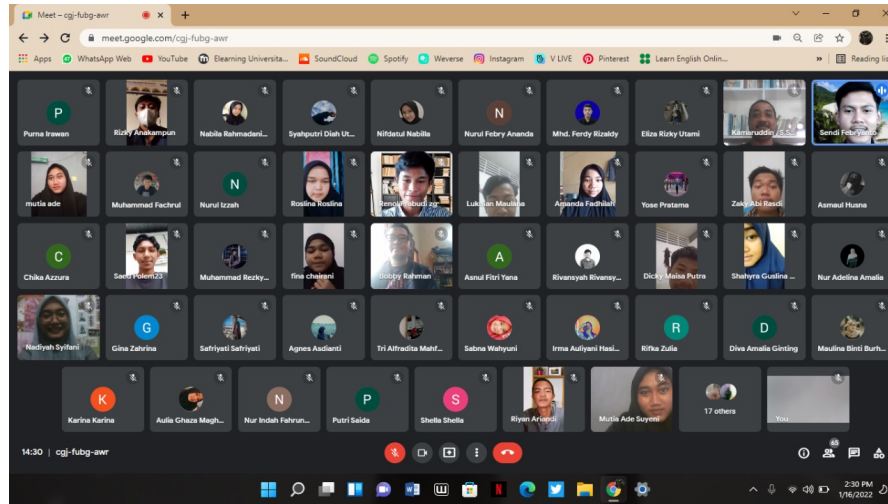 Meet – cgj-fubg-awr
meet.google.com/cgj-fubg-awr
Apps WhatsApp Web YouTube Elearning Universita... SoundCloud Spotify Weverse Instagram V LIVE Pinterest Learn English Onlin... » Reading lis
P N
Purna Irawan Rizky Anakampun Nabila Rahmadani... Syahputri Diah Ut... Nifdatul Nabilla Nurul Febry Ananda Mhd. Ferdy Rizaldy Eliza Rizky Utami Kamaruddin , S.S... Sendi Febryanto
N
mutia ade Muhammad Fachrul Nurul Izzah Roslina Roslina Lukman Maulana Amanda Fadhilah Yose Pratama Zaky Abi Rasdi Asmaul Husna
C A
Chika Azzura Saed Polem23 Muhammad Rezky... fina chairani Bobby Rahman Asnul Fitri Yana Rivansyah Rivansy... Dicky Maisa Putra Shahyra Guslina ... Nur Adelina Amalia
G R D
Nadiyah Syifani Gina Zahrina Safriyati Safriyati Agnes Asdianti Tri Alfradita Mahf... Sabna Wahyuni Irma Auliyani Hasi... Rifka Zulia Diva Amalia Ginting Maulina Binti Burh...
K N P S
Karina Karina Aulia Ghaza Magh... Nur Indah Fahrun... Putri Saida Shella Shella Riyan Ariandi Mutia Ade Suyeni 17 others You
14:30 | cgj-fubg-awr 65
2:30 PM
1/16/2022